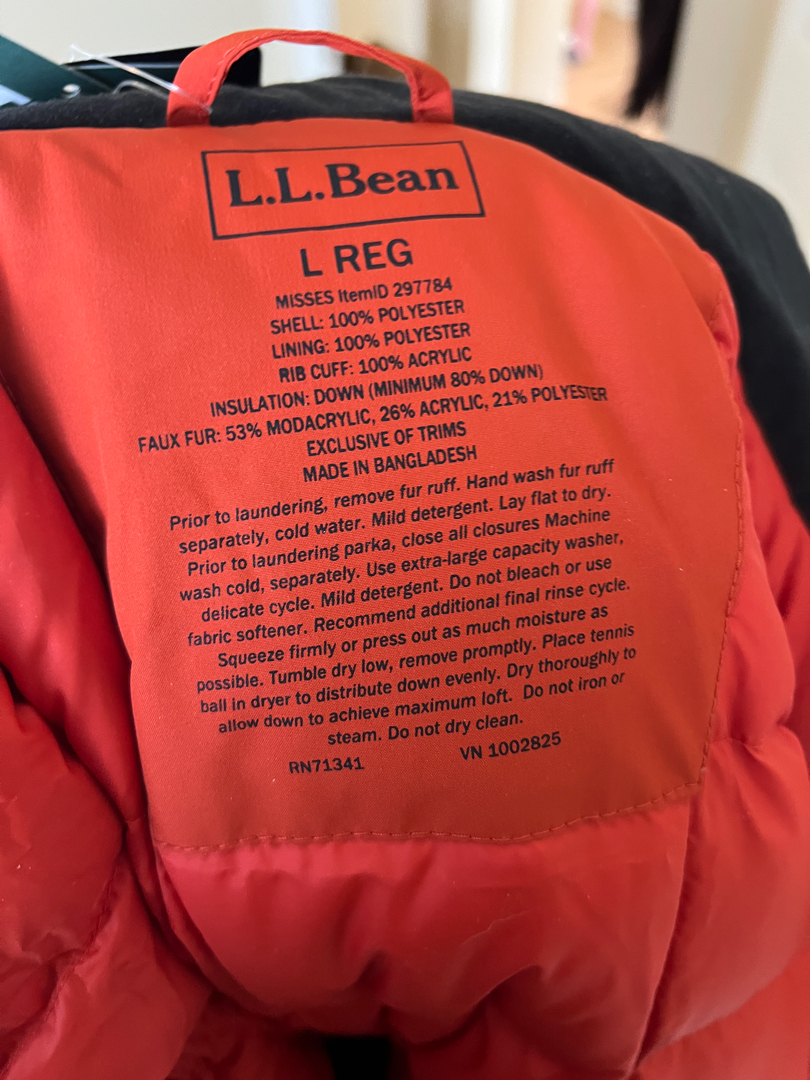 L.L.Bean
L REG
MISSES ItemID 297784
SHELL: 100% POLYESTER
LINING: 100% POLYESTER
RIB CUFF: 100% ACRYLIC
INSULATION: DOWN (MINIMUM 80% DOWN)
FAUX FUR: 53% MODACRYLIC, 26% ACRYLIC, 21% POLYESTER
EXCLUSIVE OF TRIMS
MADE IN BANGLADESH
Prior to laundering, remove fur ruff. Hand wash fur ruff
separately, cold water. Mild detergent. Lay flat to dry.
Prior to laundering parka, close all closures Machine
wash cold, separately. Use extra-large capacity washer,
delicate cycle. Mild detergent. Do not bleach or use
fabric softener. Recommend additional final rinse cycle.
Squeeze firmly or press out as much moisture as
possible. Tumble dry low, remove promptly. Place tennis
ball in dryer to distribute down evenly. Dry thoroughly to
allow down to achieve maximum loft. Do not iron or
steam. Do not dry clean.
RN71341 VN 1002825